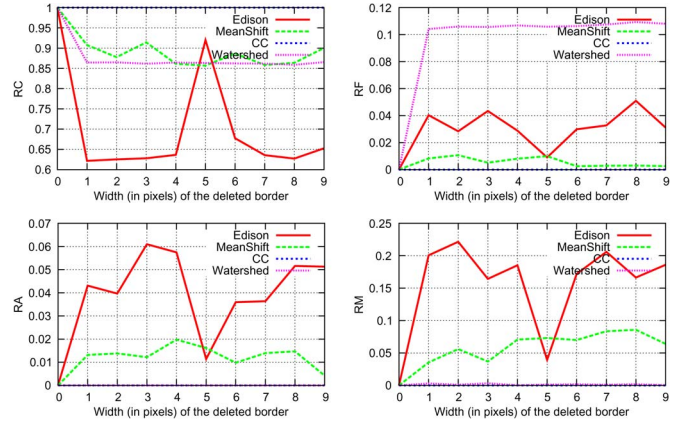 1
0.95
0.9
0.85
0.8
0.75
0.7
0.65
0.6
RC
0 1 2 3 4 5 6 7 8 9
Width (in pixels) of the deleted border
Edison
MeanShift
CC
Watershed
0.12
0.1
0.08
0.06
0.04
0.02
0
RF
0 1 2 3 4 5 6 7 8 9
Width (in pixels) of the deleted border
Edison
MeanShift
CC
Watershed
0.07
0.06
0.05
0.04
0.03
0.02
0.01
0
RA
0 1 2 3 4 5 6 7 8 9
Width (in pixels) of the deleted border
Edison
MeanShift
CC
Watershed
0.25
0.2
0.15
0.1
0.05
0
RM
0 1 2 3 4 5 6 7 8 9
Width (in pixels) of the deleted border
Edison
MeanShift
CC
Watershed